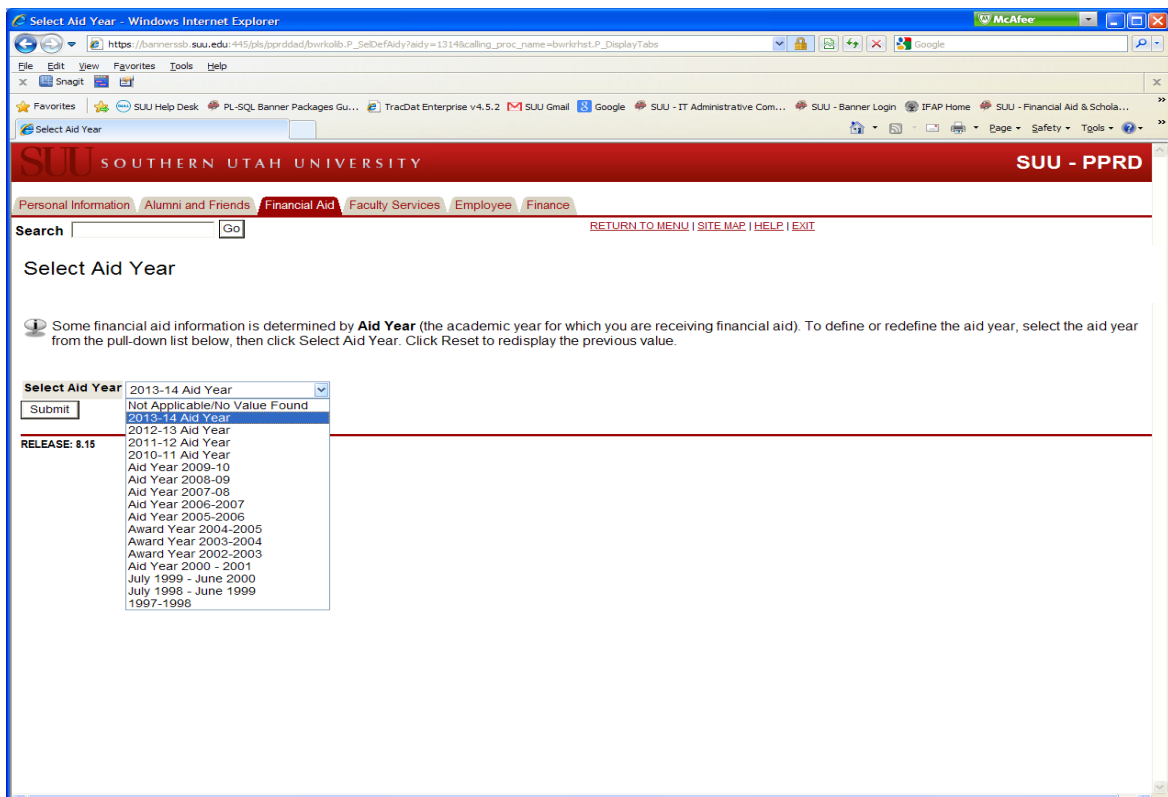 Select Aid Year - Windows Internet Explorer
McAfee
https://bannerssb.suu.edu:445/pls/pprddad/bwrkolib.P_SelDefAidy?aidy=1314&calling_proc_name=bwrkrhst.P_DisplayTabs
Google
File Edit View Favorites Tools Help
x Snagit x
Favorites SUU Help Desk PL-SQL Banner Packages Gu... TracDat Enterprise v4.5.2 SUU Gmail Google SUU - IT Administrative Com... SUU - Banner Login IFAP Home SUU - Financial Aid & Schola... »
Select Aid Year Page Safety Tools »
SUU SOUTHERN UTAH UNIVERSITY SUU - PPRD
Personal Information Alumni and Friends Financial Aid Faculty Services Employee Finance
Search Go RETURN TO MENU | SITE MAP | HELP | EXIT
Select Aid Year
Some financial aid information is determined by Aid Year (the academic year for which you are receiving financial aid). To define or redefine the aid year, select the aid year
from the pull-down list below, then click Select Aid Year. Click Reset to redisplay the previous value.
Select Aid Year 2013-14 Aid Year
Submit
Not Applicable/No Value Found
2013-14 Aid Year
2012-13 Aid Year
2011-12 Aid Year
2010-11 Aid Year
Aid Year 2009-10
Aid Year 2008-09
Aid Year 2007-08
Aid Year 2006-2007
Aid Year 2005-2006
Award Year 2004-2005
Award Year 2003-2004
Award Year 2002-2003
Aid Year 2000 - 2001
July 1999 - June 2000
July 1998 - June 1999
1997-1998
RELEASE: 8.15